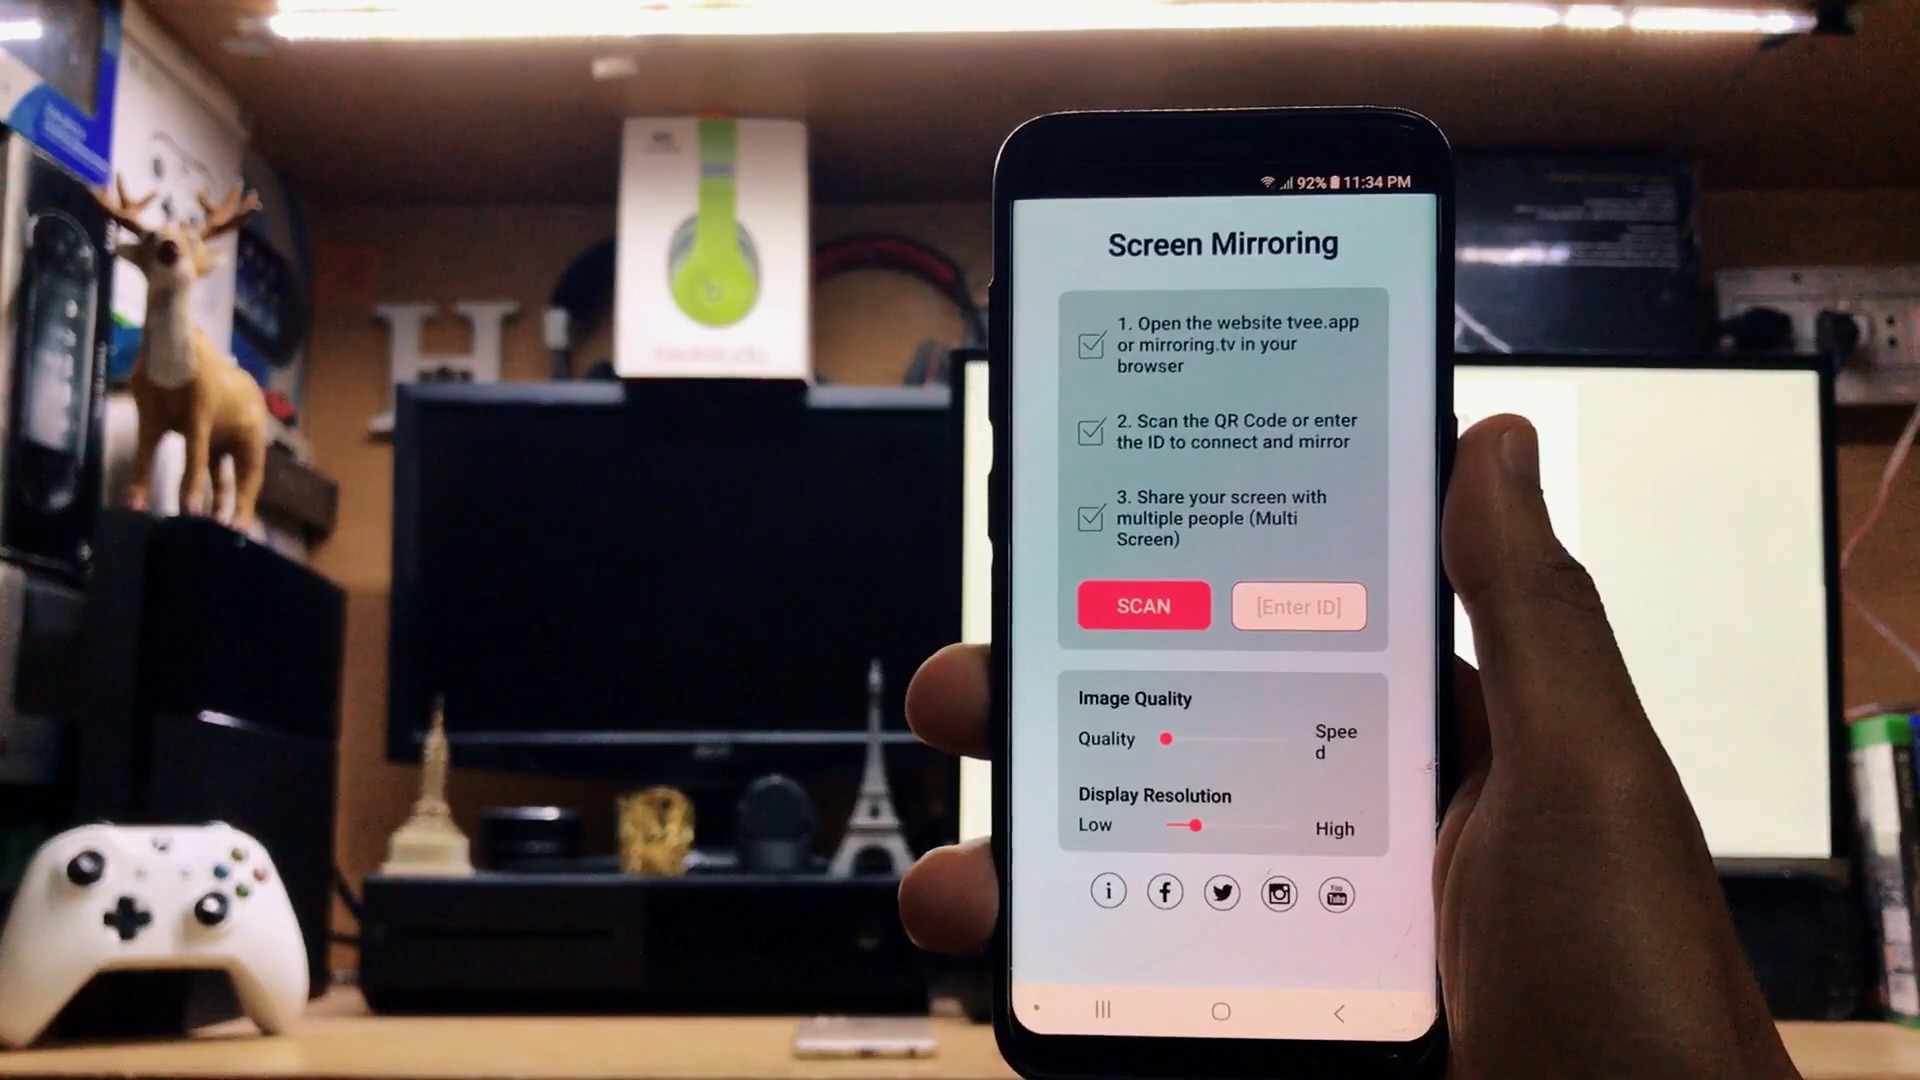 92% 11:34 PM
Screen Mirroring
1. Open the website tvee.app
or mirroring.tv in your
browser
2. Scan the QR Code or enter
the ID to connect and mirror
3. Share your screen with
multiple people (Multi
Screen)
SCAN [Enter ID]
Image Quality
Quality Spee
d
Display Resolution
Low High
You
Tube
H